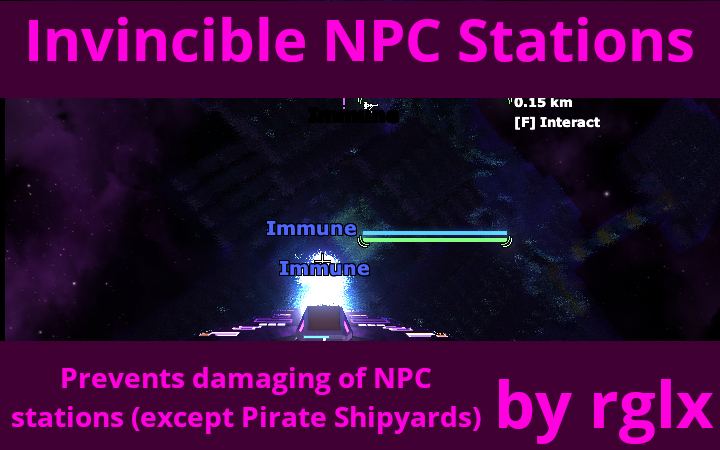 Invincible NPC Stations
0.15 km
Immune
[F] Interact
Immune
Immune
Prevents damaging of NPC
stations (except Pirate Shipyards)
by rglx